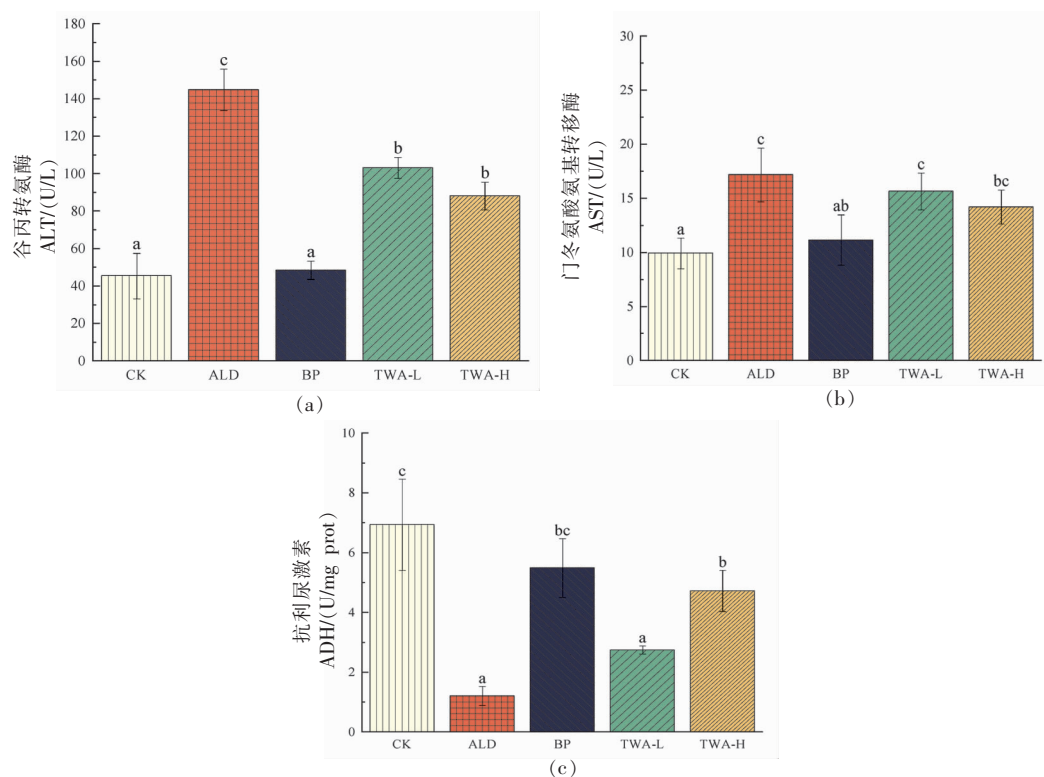 180
160
140
120
100
80
60
40
20
0
谷丙转氨酶
ALT/(U/L)
a
c
a
b
b
CK ALD BP TWA-L TWA-H
(a)
30
25
20
15
10
5
0
门冬氨酸氨基转移酶
AST/(U/L)
a
c
ab
c
bc
CK ALD BP TWA-L TWA-H
(b)
10
8
6
4
2
0
抗利尿激素
ADH/(U/mg prot)
c
a
bc
a
b
CK ALD BP TWA-L TWA-H
(c)